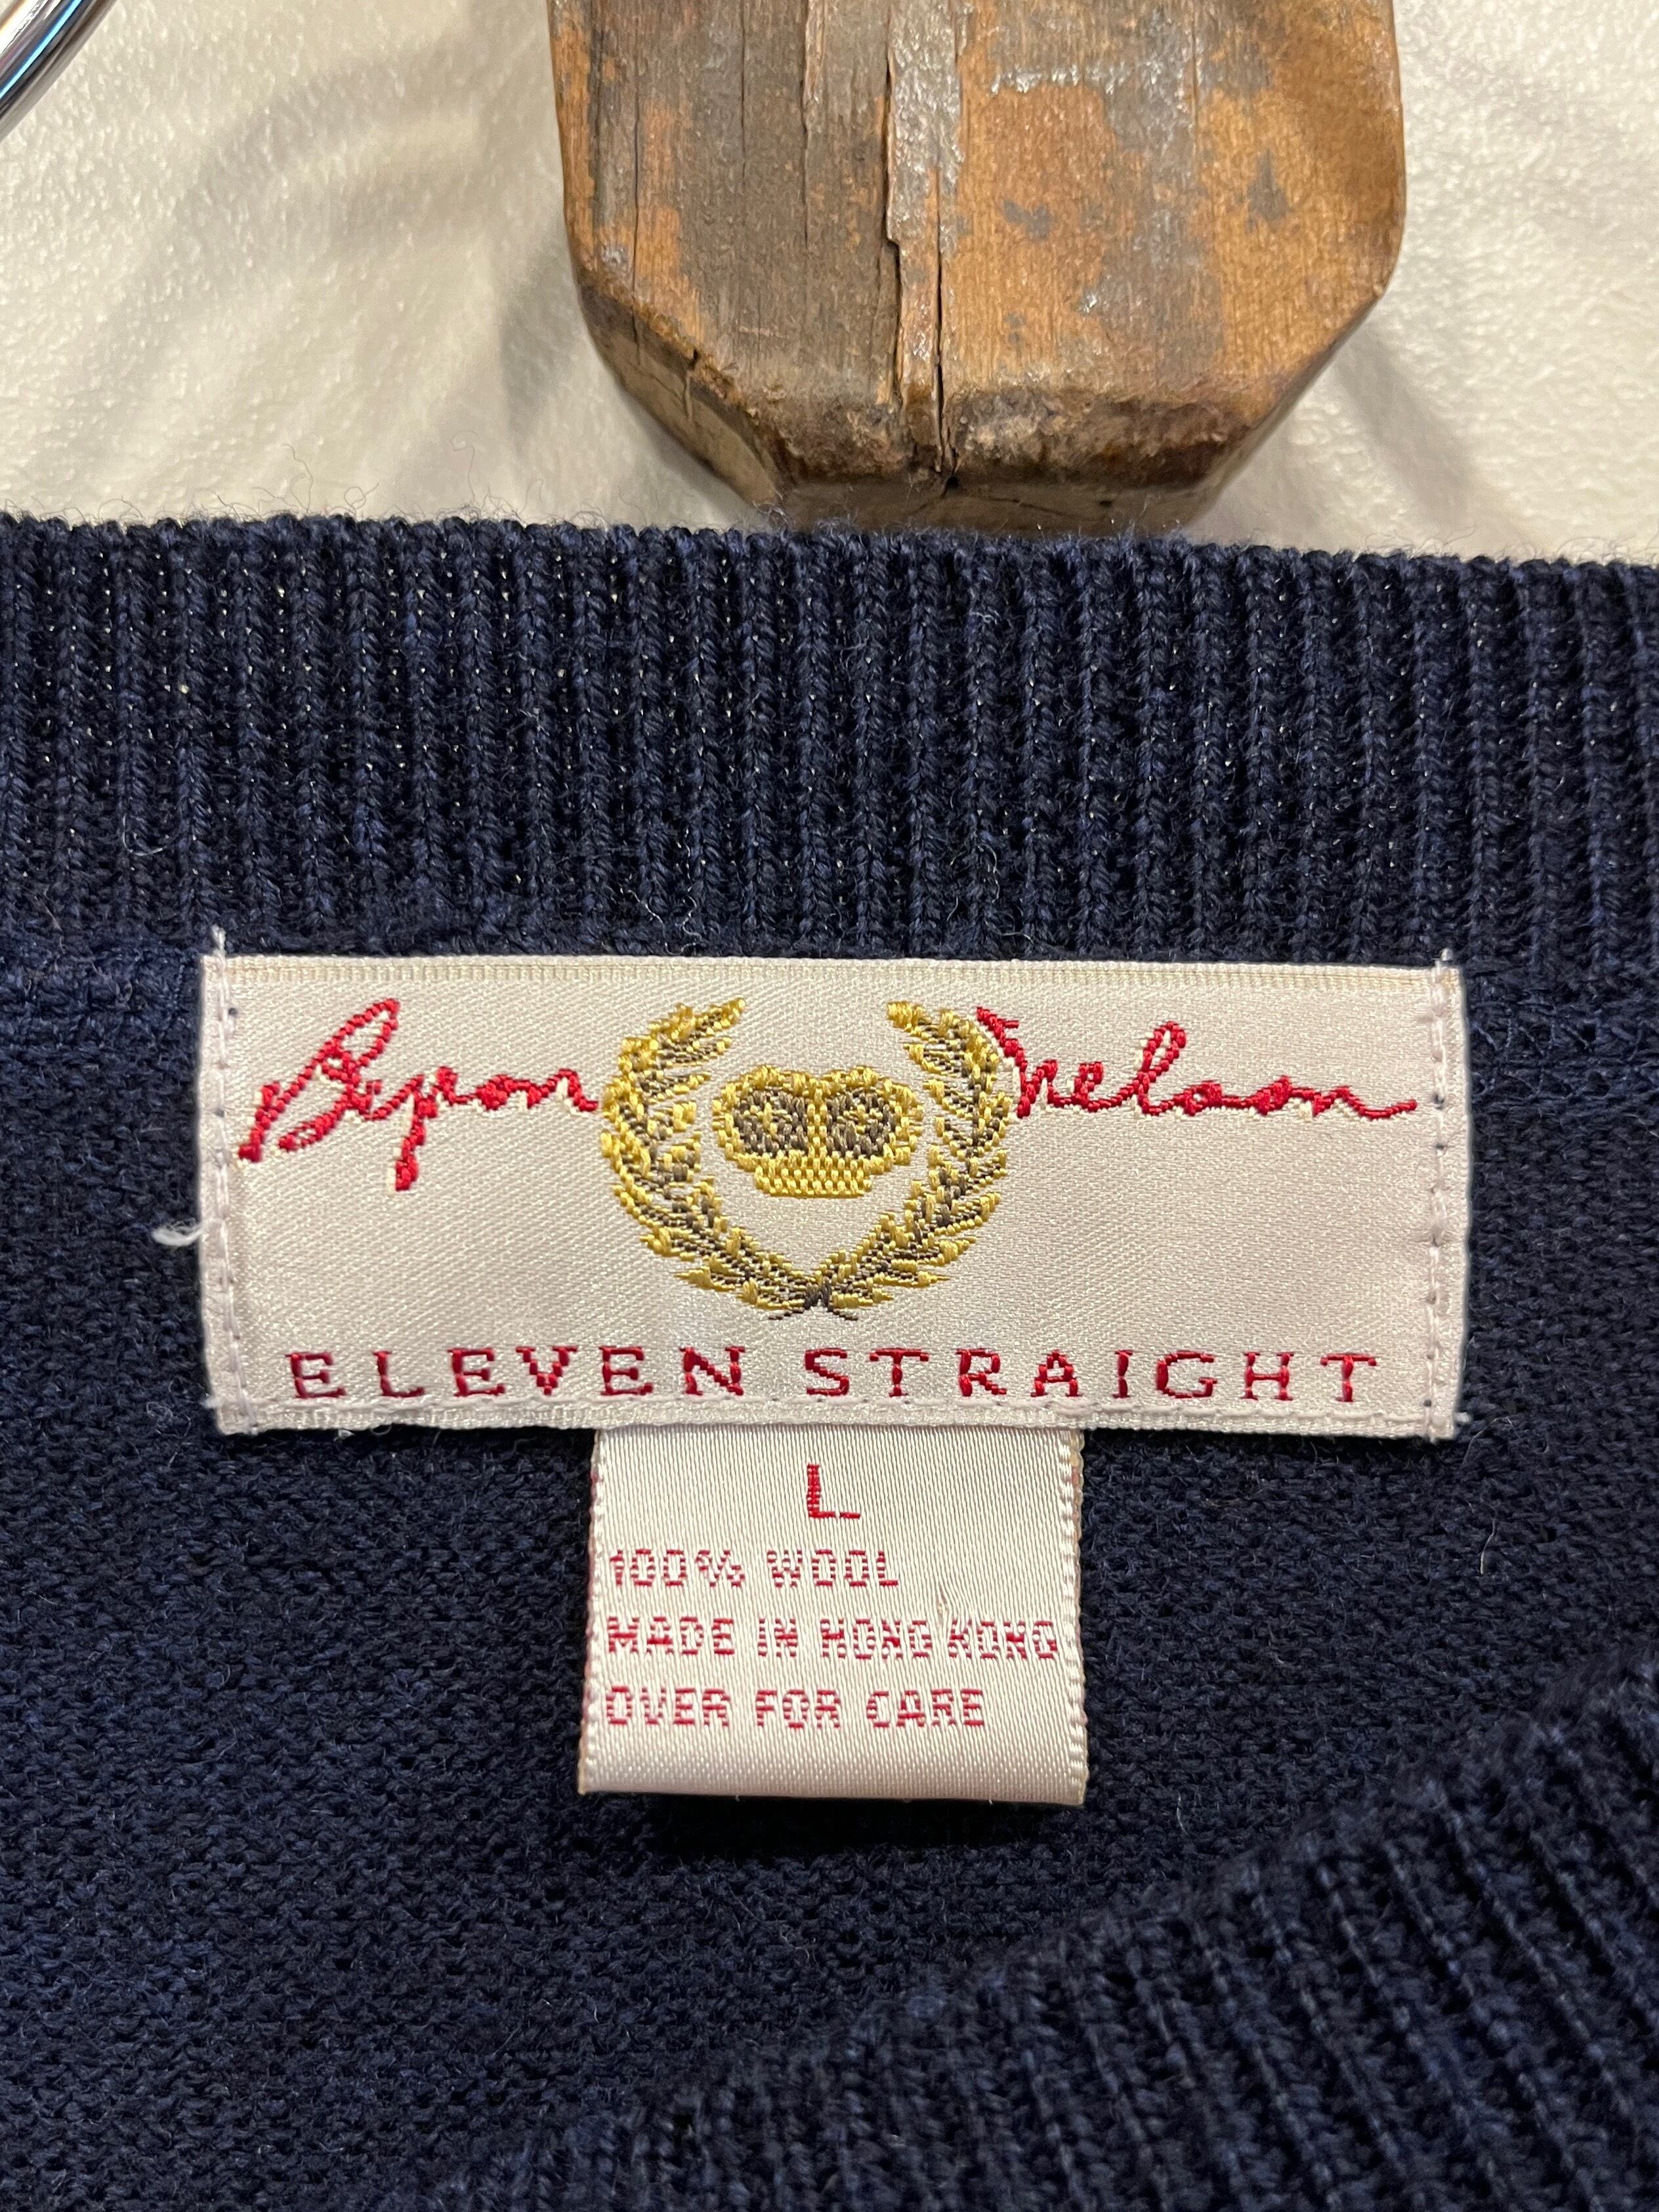 Byron Nelson
ELEVEN STRAIGHT
L
100% WOOL
MADE IN HONG KONG
OVER FOR CARE